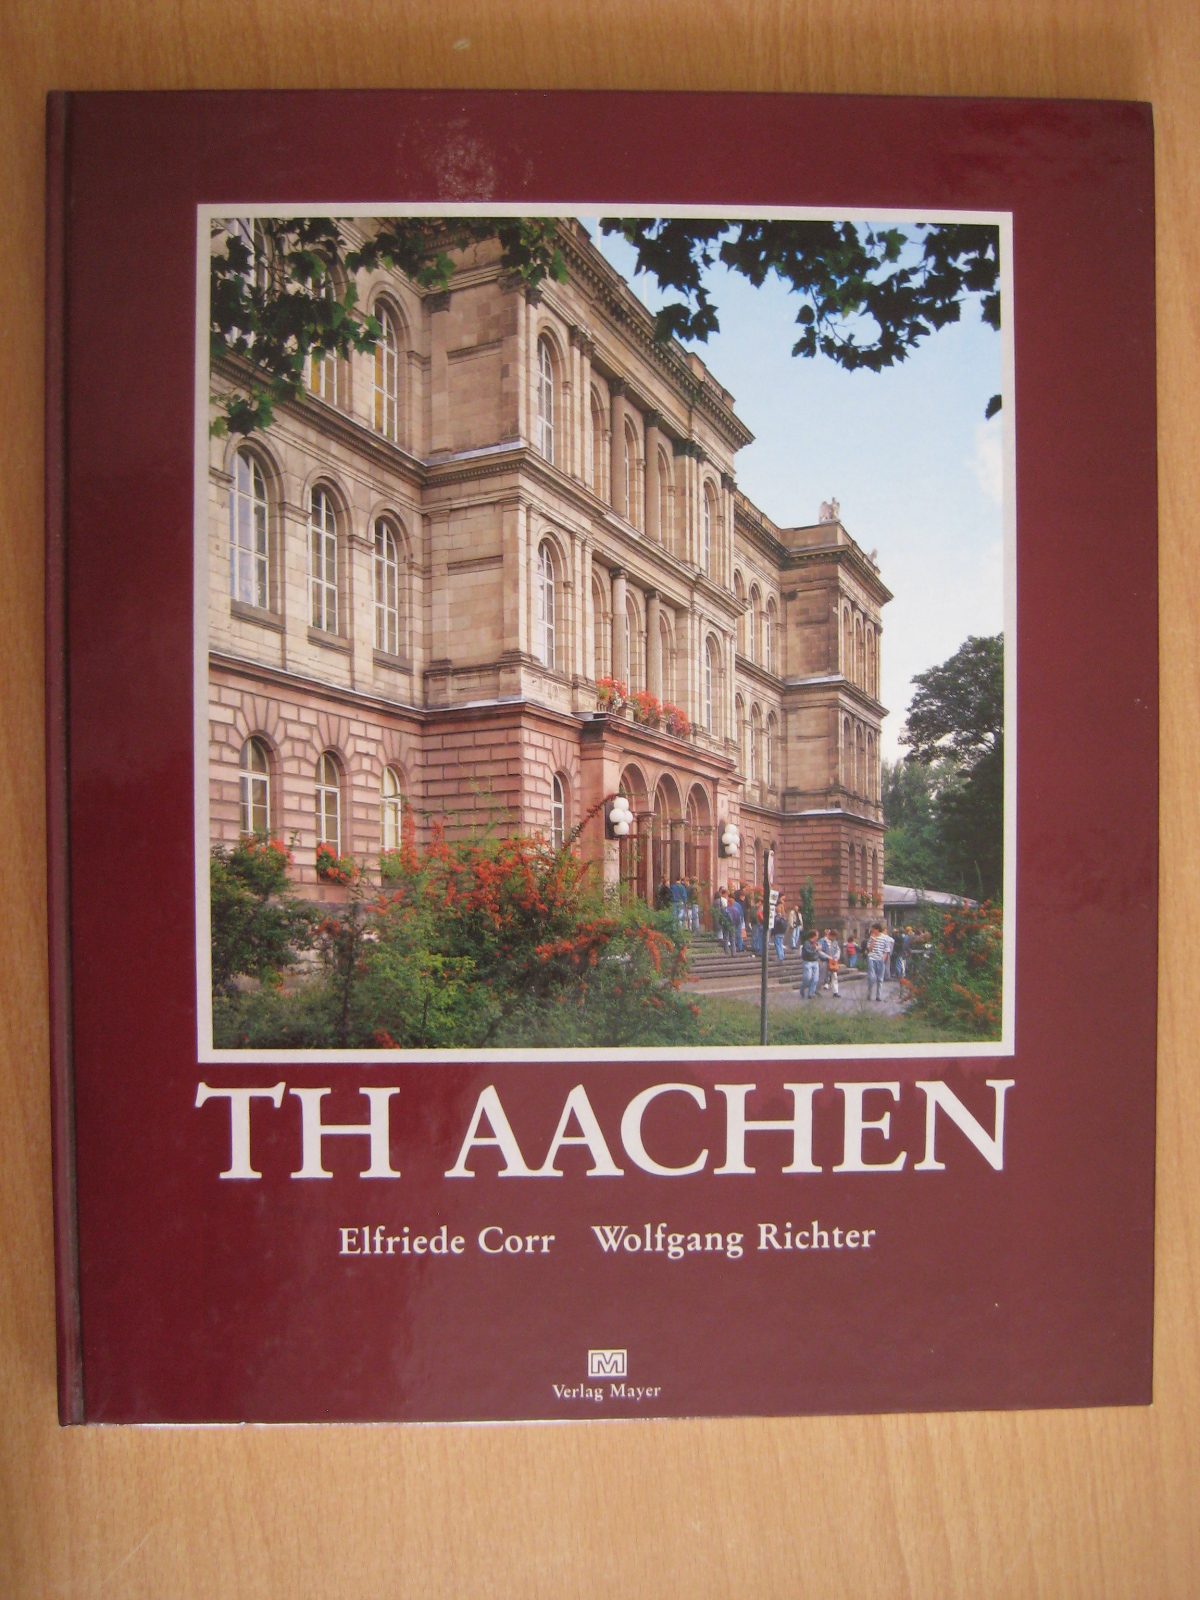 TH AACHEN
Elfriede Corr Wolfgang Richter
M
Verlag Mayer